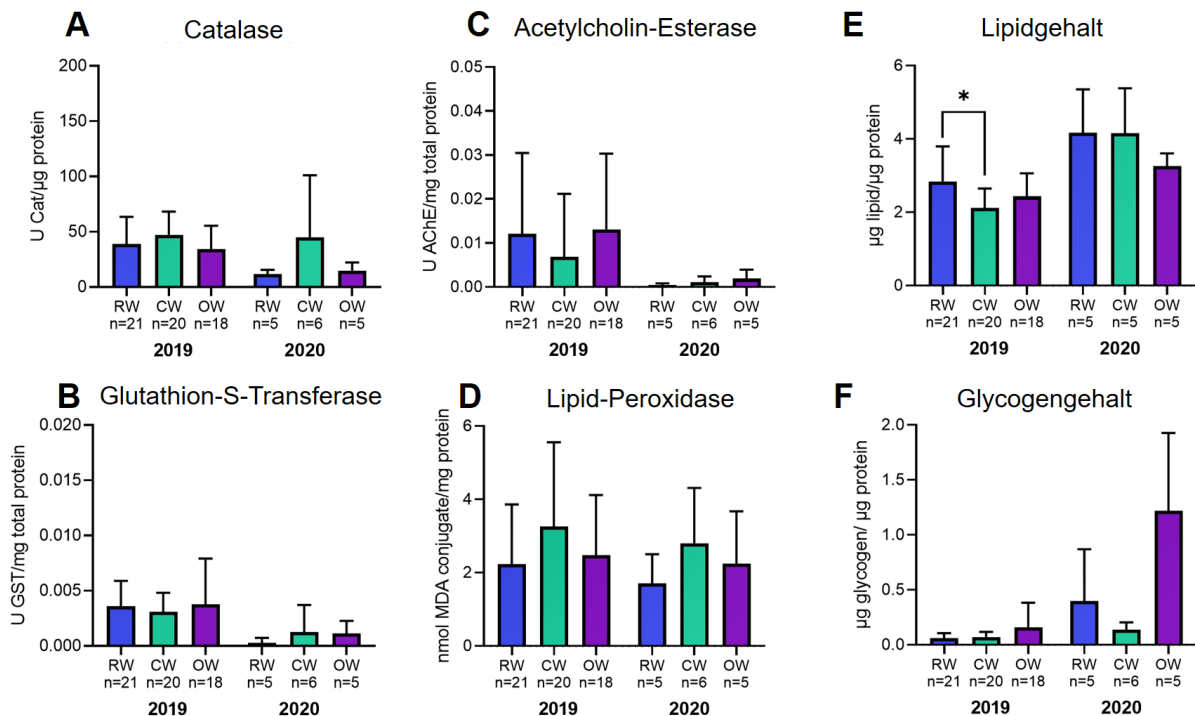 A Catalase
U Cat/µg protein
200
150
100
50
0
RW CW OW RW CW OW
n=21 n=20 n=18 n=5 n=6 n=5
2019 2020
C Acetylcholin-Esterase
U AChE/mg total protein
0.05
0.04
0.03
0.02
0.01
0.00
RW CW OW RW CW OW
n=21 n=20 n=18 n=5 n=6 n=5
2019 2020
E Lipidgehalt
µg lipid/µg protein
6
4
2
0
*
RW CW OW RW CW OW
n=21 n=20 n=18 n=5 n=5 n=5
2019 2020
B Glutathion-S-Transferase
U GST/mg total protein
0.020
0.015
0.010
0.005
0.000
RW CW OW RW CW OW
n=21 n=20 n=18 n=5 n=6 n=5
2019 2020
D Lipid-Peroxidase
nmol MDA conjugate/mg protein
6
4
2
0
RW CW OW RW CW OW
n=21 n=20 n=18 n=5 n=6 n=5
2019 2020
F Glycogengehalt
µg glycogen/ µg protein
2.0
1.5
1.0
0.5
0.0
RW CW OW RW CW OW
n=21 n=20 n=18 n=5 n=6 n=5
2019 2020